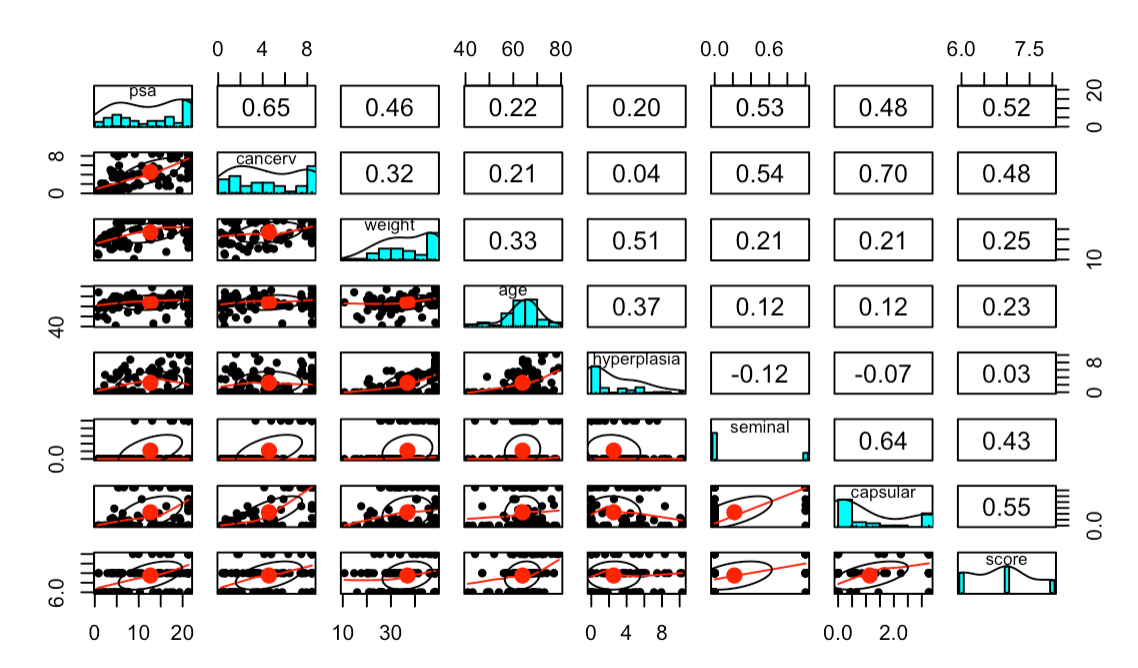 0 4 8 40 60 80 0.0 0.6 6.0 7.5
psa 0.65 0.46 0.22 0.20 0.53 0.48 0.52 0 20
0 8 cancerv 0.32 0.21 0.04 0.54 0.70 0.48
weight 0.33 0.51 0.21 0.21 0.25 10
40 age 0.37 0.12 0.12 0.23
hyperplasia -0.12 -0.07 0.03 0 8
0.0 seminal 0.64 0.43
capsular 0.55 0.0
6.0 score
0 10 20 10 30 0 4 8 0.0 2.0